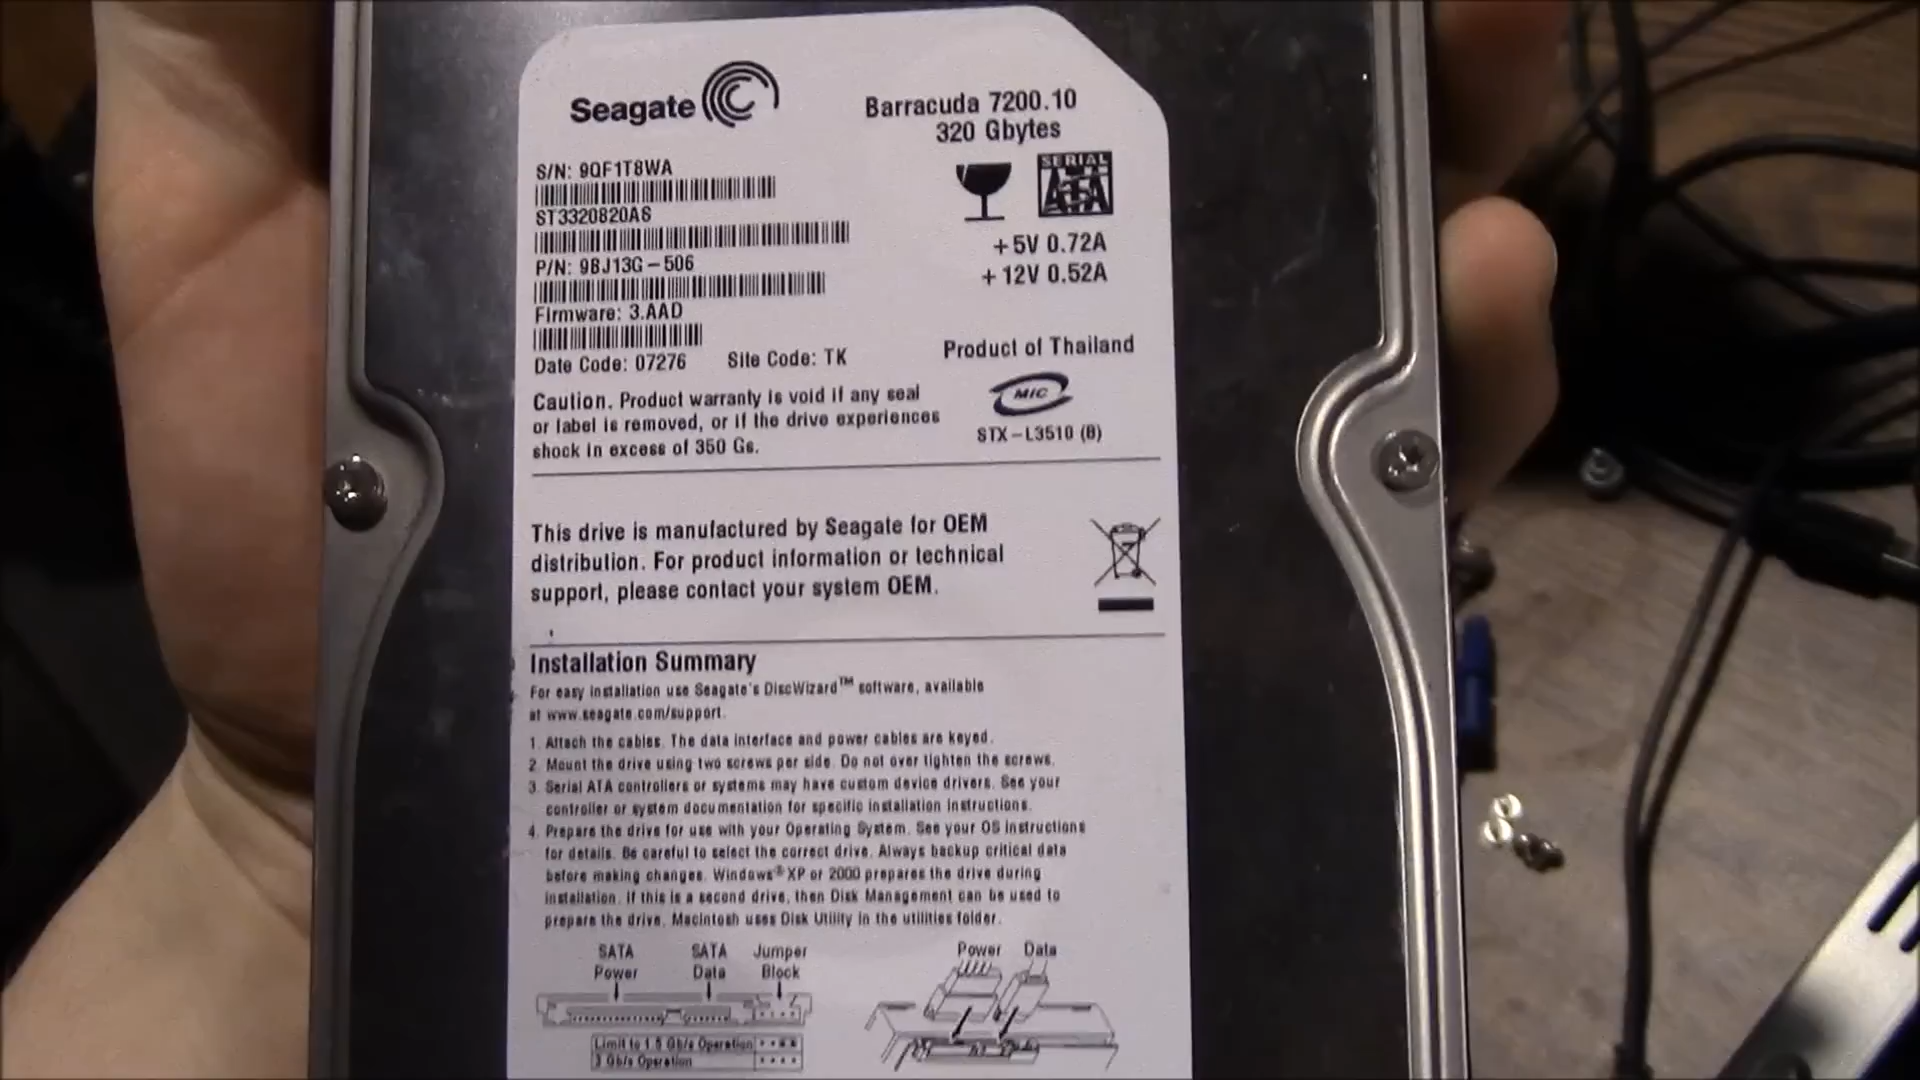 Seagate
Barracuda 7200.10
320 Gbytes
S/N: 9QF1T8WA
ST3320820AS
P/N: 9BJ13G-506
Firmware: 3.AAD
Date Code: 07276 Site Code: TK
SERIAL
ATA
+5V 0.72A
+12V 0.52A
Product of Thailand
MIC
STX-L3510 (B)
Caution. Product warranty is void if any seal
or label is removed, or if the drive experiences
shock in excess of 350 Gs.
This drive is manufactured by Seagate for OEM
distribution. For product information or technical
support, please contact your system OEM.
Installation Summary
For easy installation use Seagate's DiscWizard™ software, available
at www.seagate.com/support.
1. Attach the cables. The data interface and power cables are keyed.
2. Mount the drive using two screws per side. Do not over tighten the screws.
3. Serial ATA controllers or systems may have custom device drivers. See your
controller or system documentation for specific installation instructions.
4. Prepare the drive for use with your Operating System. See your OS instructions
for details. Be careful to select the correct drive. Always backup critical data
before making changes. Windows® XP or 2000 prepares the drive during
installation. If this is a second drive, then Disk Management can be used to
prepare the drive. Macintosh uses Disk Utility in the utilities folder.
SATA Power
SATA Data
Jumper Block
Power Data
Limit to 1.5 Gb/s Operation
3 Gb/s Operation